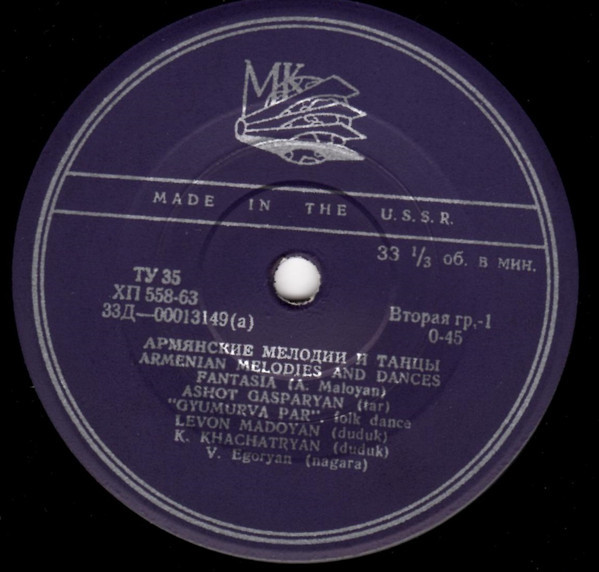 МК
MADE IN THE U.S.S.R.
33 1/3 об. в мин.
ТУ 35
ХП 558-63
33Д—00013149(а)
Вторая гр.-1
0-45
АРМЯНСКИЕ МЕЛОДИИ И ТАНЦЫ
ARMENIAN MELODIES AND DANCES
FANTASIA (A. Maloyan)
ASHOT GASPARYAN (tar)
"GYUMURVA PAR", folk dance
LEVON MADOYAN (duduk)
K. KHACHATRYAN (duduk)
V. Egoryan (nagara)